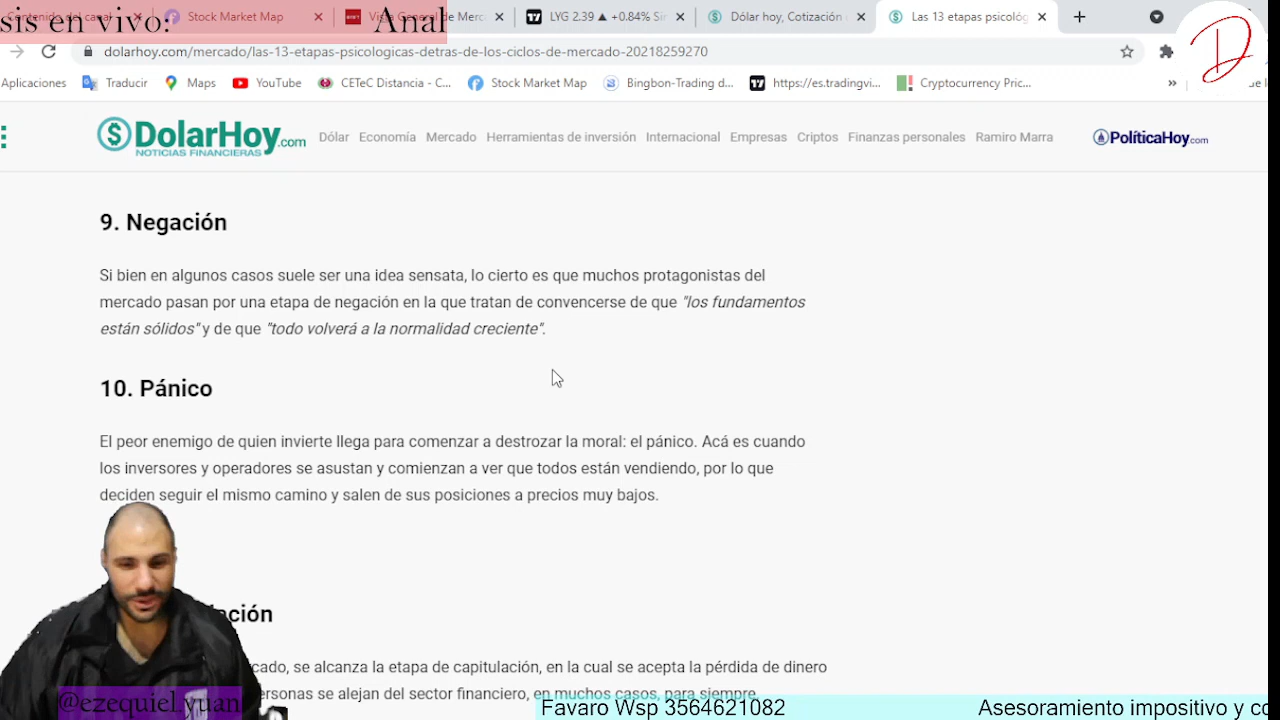 sis en vivo: Anal
Contenido del canal Stock Market Map Vista General de Merc LYG 2.39 ▲ +0.84% Sir Dólar hoy, Cotización Las 13 etapas psicológ
dolarhoy.com/mercado/las-13-etapas-psicologicas-detras-de-los-ciclos-de-mercado-20218259270
Aplicaciones Traducir Maps YouTube CETeC Distancia - C... Stock Market Map Bingbon-Trading d... https://es.tradingvi... Cryptocurrency Pric... »
DolarHoy.com
NOTICIAS FINANCIERAS
Dólar Economía Mercado Herramientas de inversión Internacional Empresas Criptos Finanzas personales Ramiro Marra
PolíticaHoy.com
9. Negación
Si bien en algunos casos suele ser una idea sensata, lo cierto es que muchos protagonistas del
mercado pasan por una etapa de negación en la que tratan de convencerse de que "los fundamentos
están sólidos" y de que "todo volverá a la normalidad creciente".
10. Pánico
El peor enemigo de quien invierte llega para comenzar a destrozar la moral: el pánico. Acá es cuando
los inversores y operadores se asustan y comienzan a ver que todos están vendiendo, por lo que
deciden seguir el mismo camino y salen de sus posiciones a precios muy bajos.
ación
cado, se alcanza la etapa de capitulación, en la cual se acepta la pérdida de dinero
ersonas se alejan del sector financiero, en muchos casos, para siempre.
@ezequiel.yuan
Favaro Wsp 3564621082 Asesoramiento impositivo y co